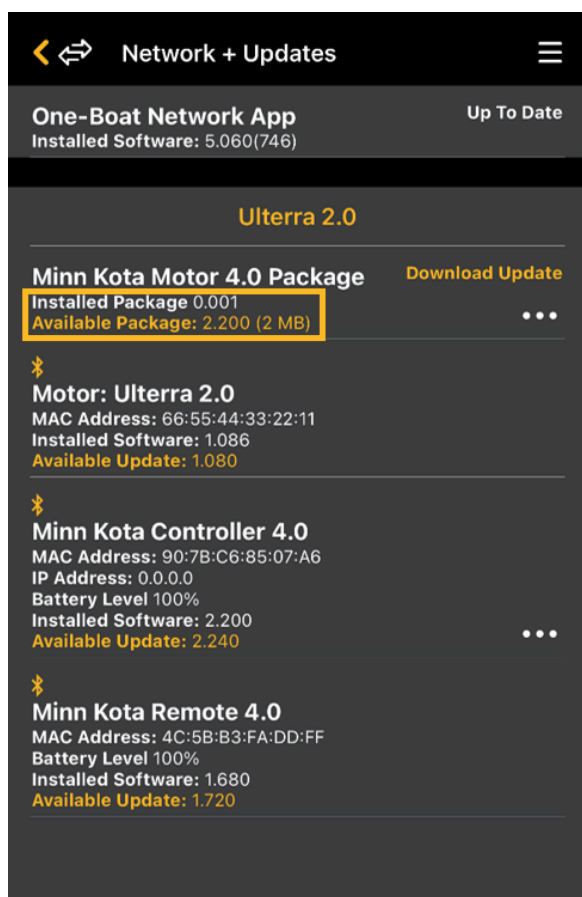 Network + Updates
One-Boat Network App
Up To Date
Installed Software: 5.060(746)
Ulterra 2.0
Minn Kota Motor 4.0 Package
Download Update
Installed Package 0.001
Available Package: 2.200 (2 MB)
Motor: Ulterra 2.0
MAC Address: 66:55:44:33:22:11
Installed Software: 1.086
Available Update: 1.080
Minn Kota Controller 4.0
MAC Address: 90:7B:C6:85:07:A6
IP Address: 0.0.0.0
Battery Level 100%
Installed Software: 2.200
Available Update: 2.240
Minn Kota Remote 4.0
MAC Address: 4C:5B:B3:FA:DD:FF
Battery Level 100%
Installed Software: 1.680
Available Update: 1.720